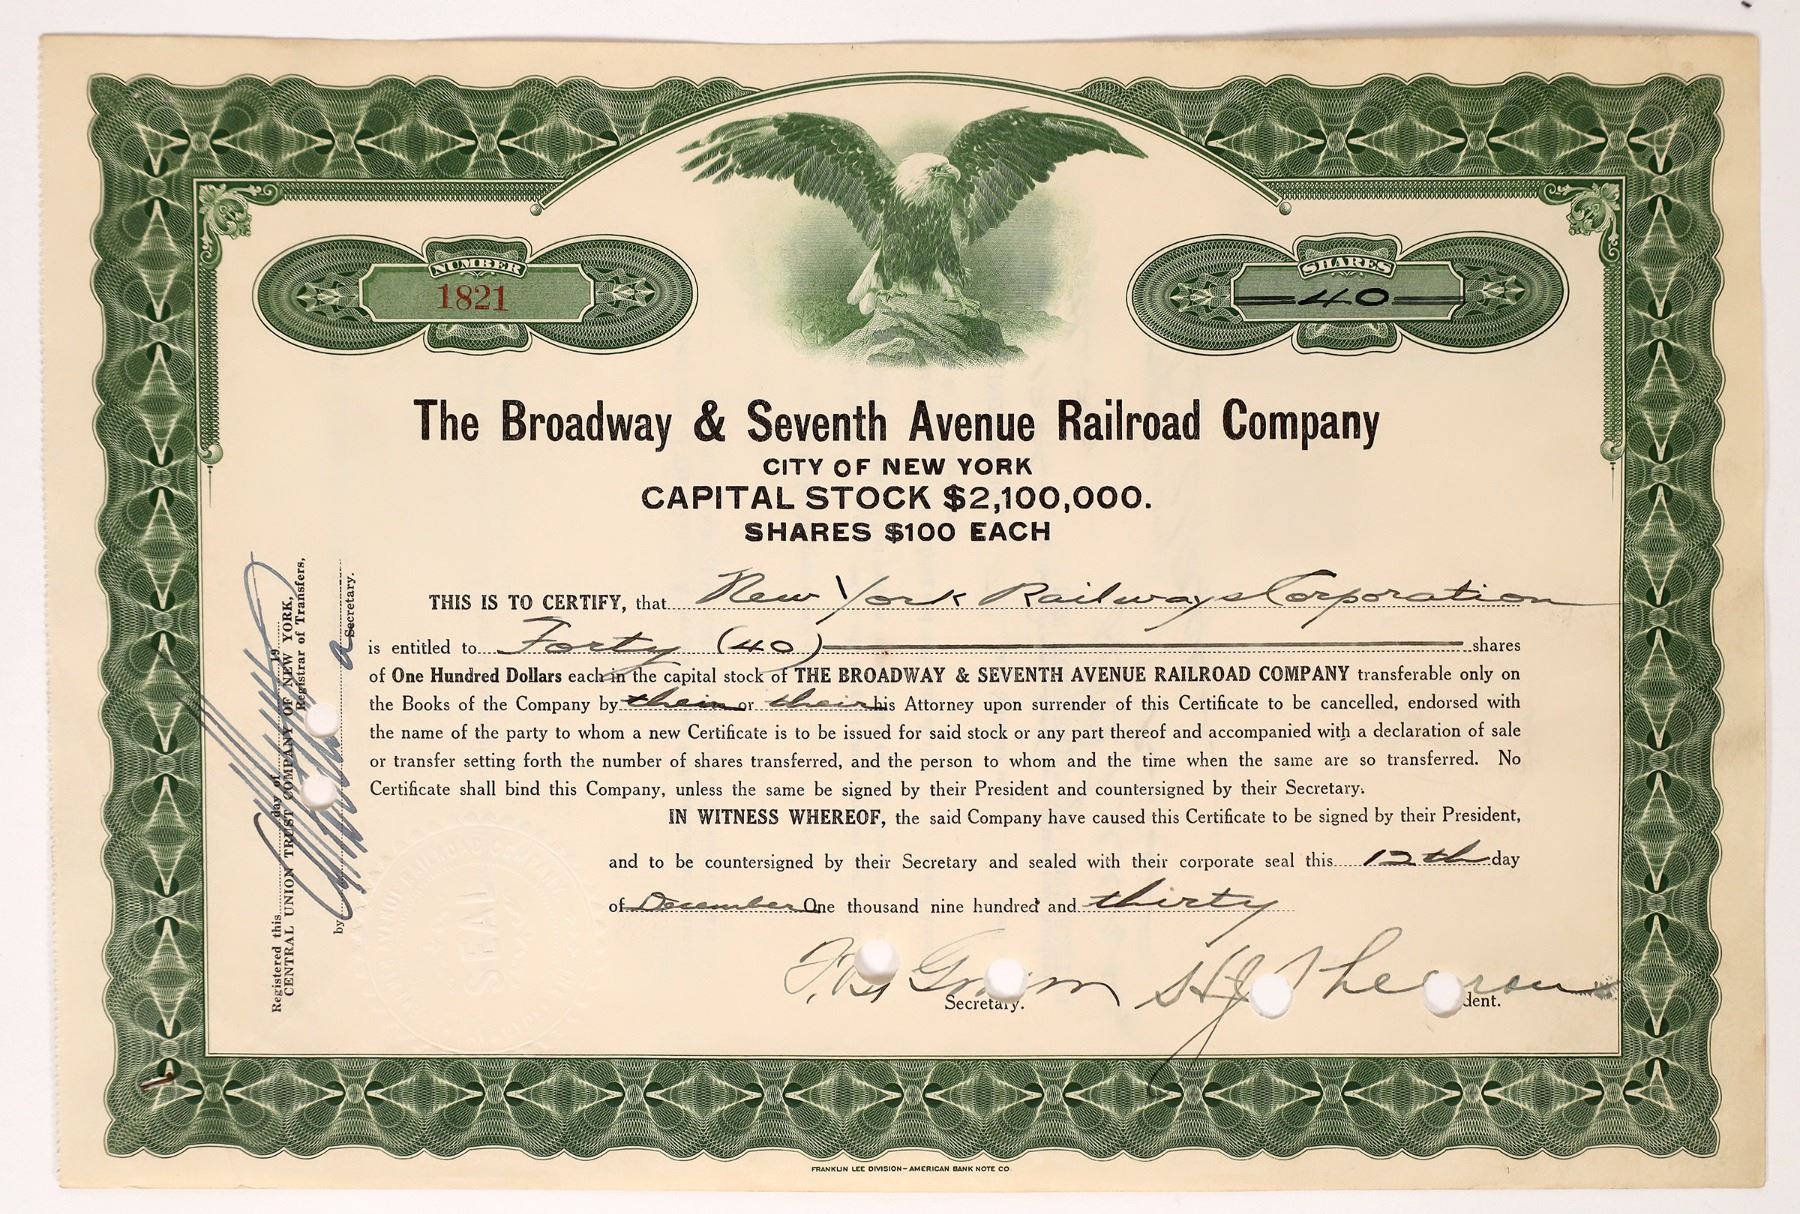 NUMBER
1821
SHARES
40
The Broadway & Seventh Avenue Railroad Company
CITY OF NEW YORK
CAPITAL STOCK $2,100,000.
SHARES $100 EACH
THIS IS TO CERTIFY, that New York Railways Corporation
is entitled to Forty (40) shares
of One Hundred Dollars each in the capital stock of THE BROADWAY & SEVENTH AVENUE RAILROAD COMPANY transferable only on
the Books of the Company by them or their his Attorney upon surrender of this Certificate to be cancelled, endorsed with
the name of the party to whom a new Certificate is to be issued for said stock or any part thereof and accompanied with a declaration of sale
or transfer setting forth the number of shares transferred, and the person to whom and the time when the same are so transferred. No
Certificate shall bind this Company, unless the same be signed by their President and countersigned by their Secretary.
IN WITNESS WHEREOF, the said Company have caused this Certificate to be signed by their President,
and to be countersigned by their Secretary and sealed with their corporate seal this 12th day
of December One thousand nine hundred and thirty
Secretary. dent.
Registered this day of 19
CENTRAL UNION TRUST COMPANY OF NEW YORK,
Registrar of Transfers,
by a Secretary.
SEAL
FRANKLIN LEE DIVISION - AMERICAN BANK NOTE CO.